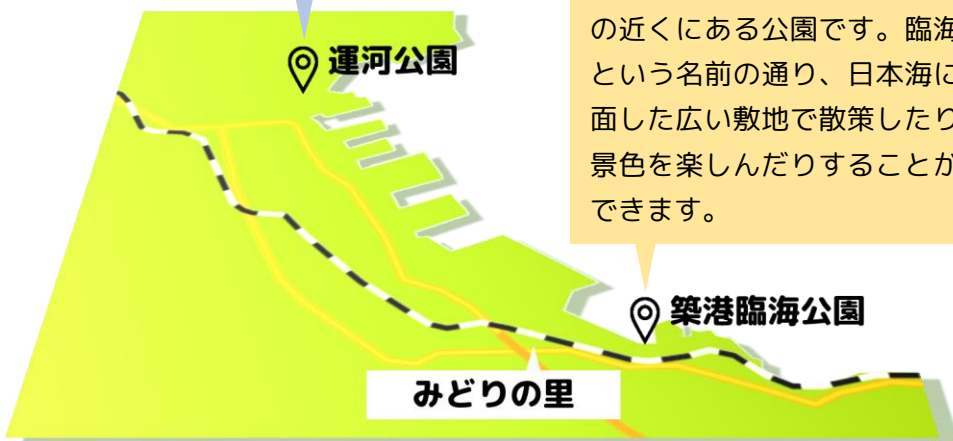 の近くにある公園です。臨海
という名前の通り、日本海に
面した広い敷地で散策したり
景色を楽しんだりすることが
できます。
運河公園
築港臨海公園
みどりの里